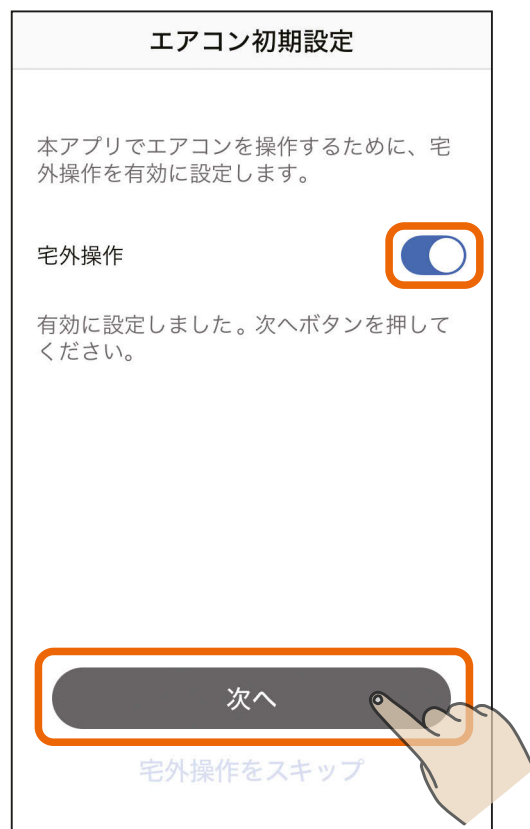 エアコン初期設定
本アプリでエアコンを操作するために、宅
外操作を有効に設定します。
宅外操作
有効に設定しました。次へボタンを押して
ください。
次へ
宅外操作をスキップ